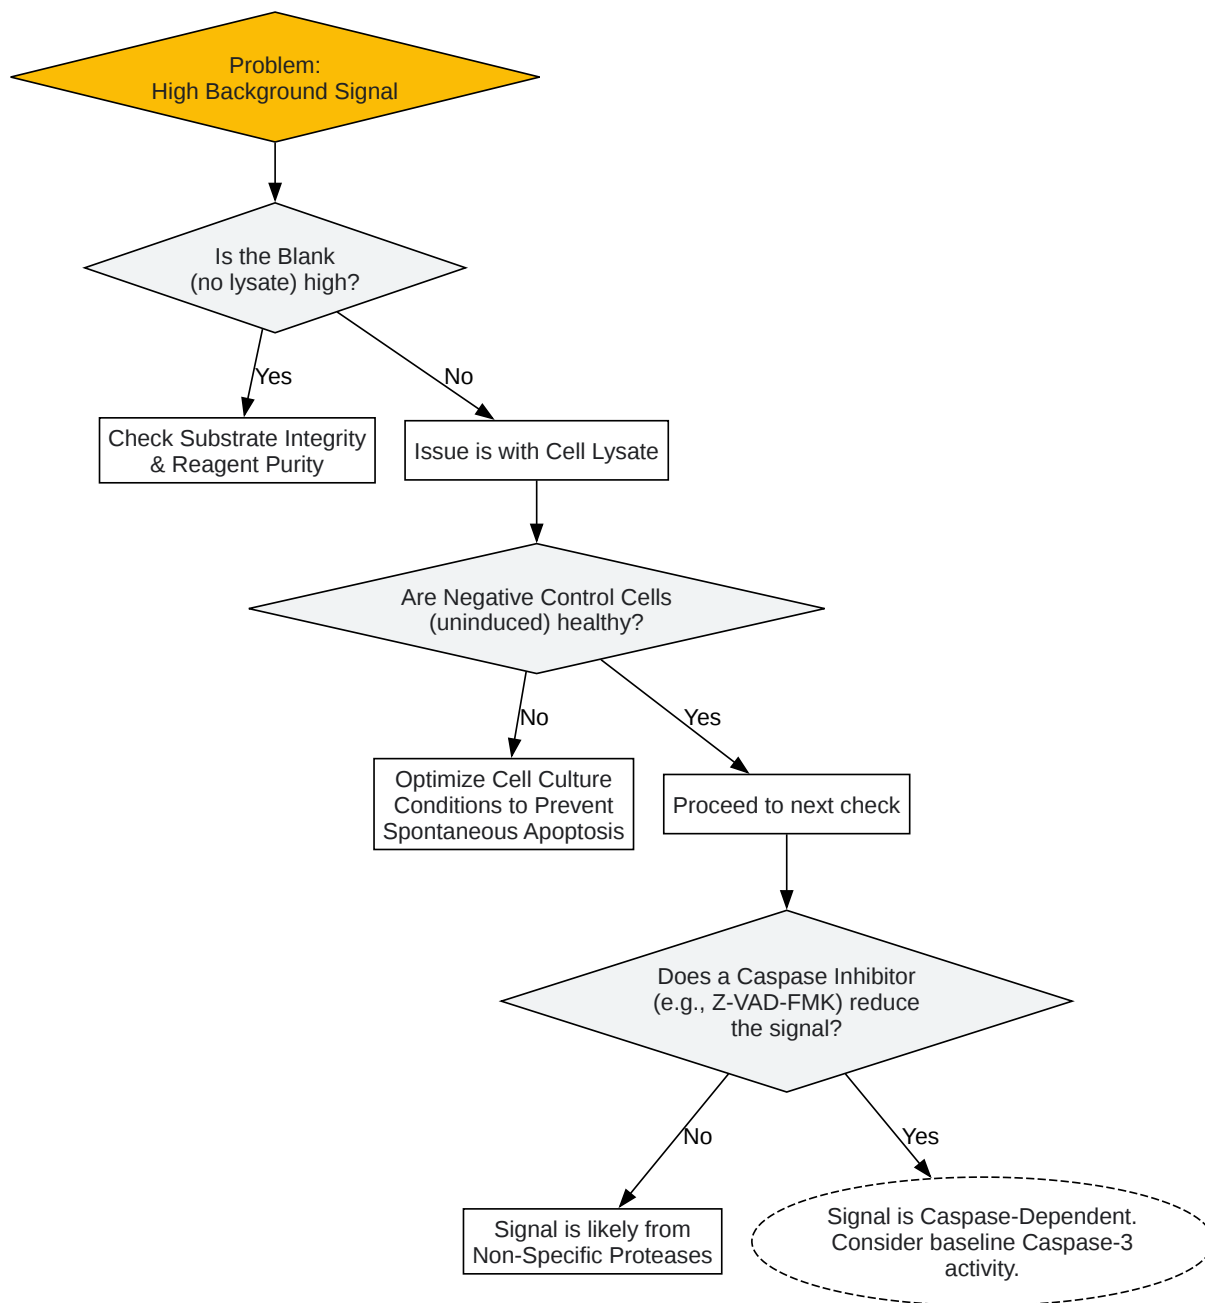 Problem:
High Background Signal
Is the Blank
(no lysate) high?
Yes
No
Check Substrate Integrity
& Reagent Purity
Issue is with Cell Lysate
Are Negative Control Cells
(uninduced) healthy?
No
Yes
Optimize Cell Culture
Conditions to Prevent
Spontaneous Apoptosis
Proceed to next check
Does a Caspase Inhibitor
(e.g., Z-VAD-FMK) reduce
the signal?
No
Yes
Signal is likely from
Non-Specific Proteases
Signal is Caspase-Dependent.
Consider baseline Caspase-3
activity.